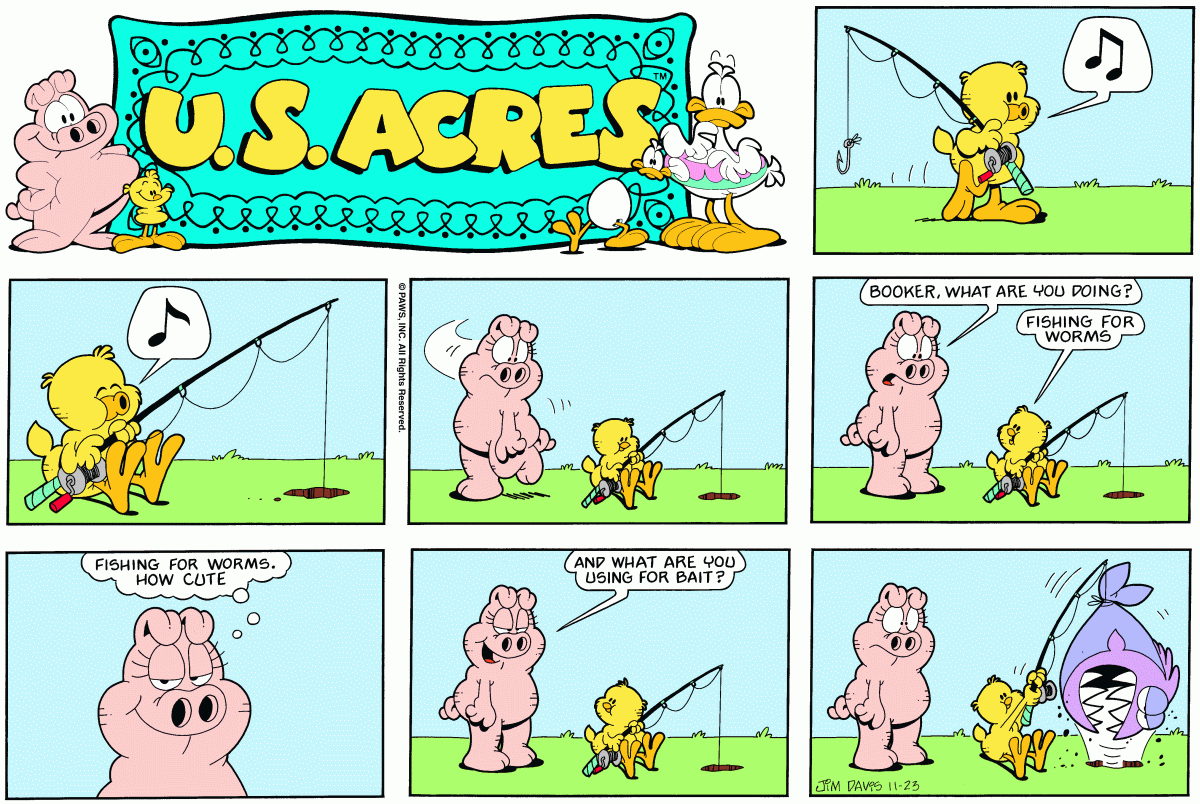 U.S. ACRES
™
© PAWS, INC. All Rights Reserved.
BOOKER, WHAT ARE YOU DOING?
FISHING FOR
WORMS
FISHING FOR WORMS.
HOW CUTE
AND WHAT ARE YOU
USING FOR BAIT?
JIM DAVIS 11-23